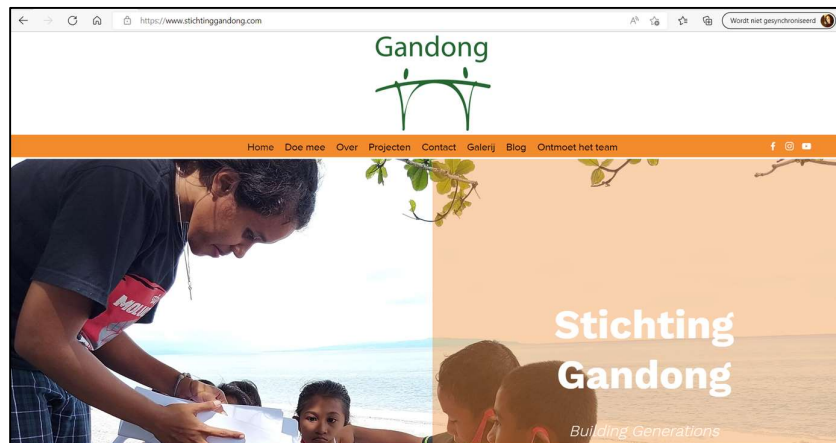 https://www.stichtinggandong.com
Wordt niet gesynchroniseerd
Gandong
Home Doe mee Over Projecten Contact Galerij Blog Ontmoet het team
Stichting
Gandong
Building Generations